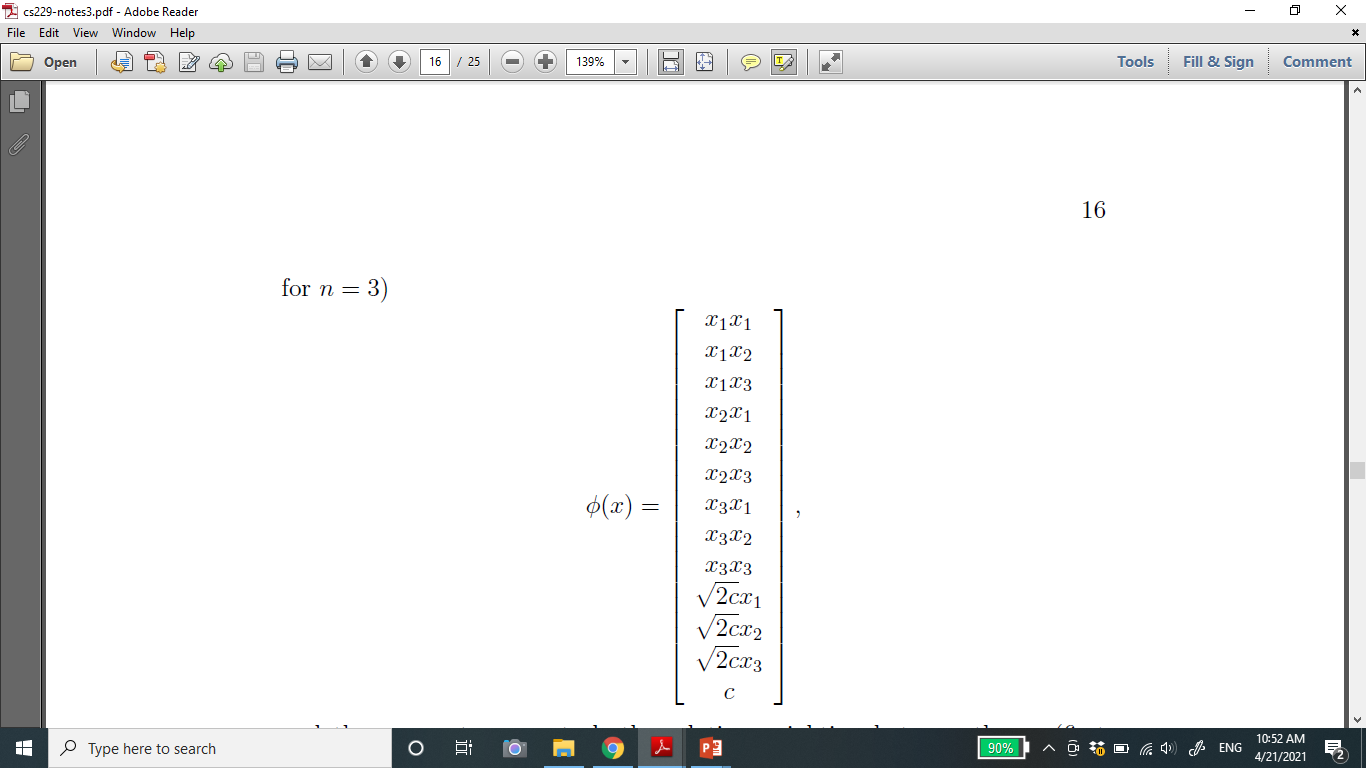 cs229-notes3.pdf - Adobe Reader
File Edit View Window Help
Open 16 / 25 139% Tools Fill & Sign Comment
16
for n = 3)
x₁x₁
x₁x₂
x₁x₃
x₂x₁
x₂x₂
x₂x₃
ϕ(x) = x₃x₁ ,
x₃x₂
x₃x₃
√2cx₁
√2cx₂
√2cx₃
c
Type here to search
90% ENG
10:52 AM
4/21/2021
2